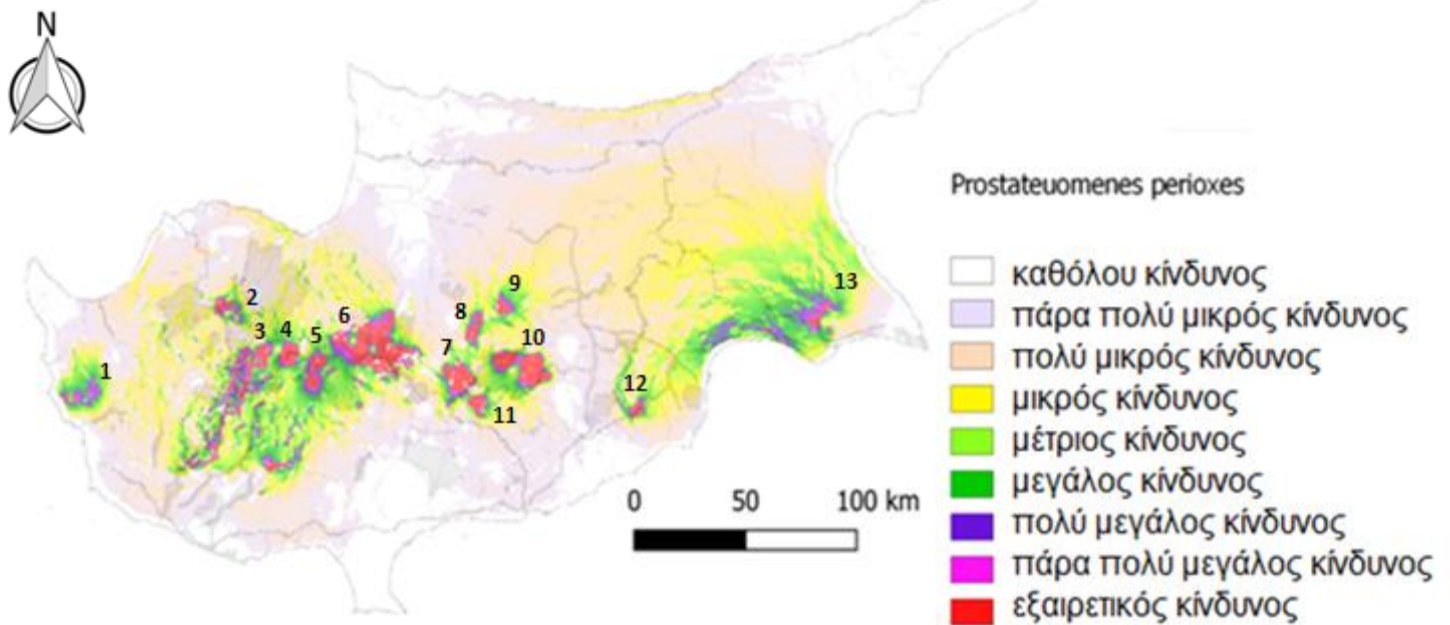 N
Prostateuomenes perioxes
καθόλου κίνδυνος
πάρα πολύ μικρός κίνδυνος
πολύ μικρός κίνδυνος
μικρός κίνδυνος
μέτριος κίνδυνος
μεγάλος κίνδυνος
πολύ μεγάλος κίνδυνος
πάρα πολύ μεγάλος κίνδυνος
εξαιρετικός κίνδυνος
1
2
3
4
5
6
7
8
9
10
11
12
13
0 50 100 km